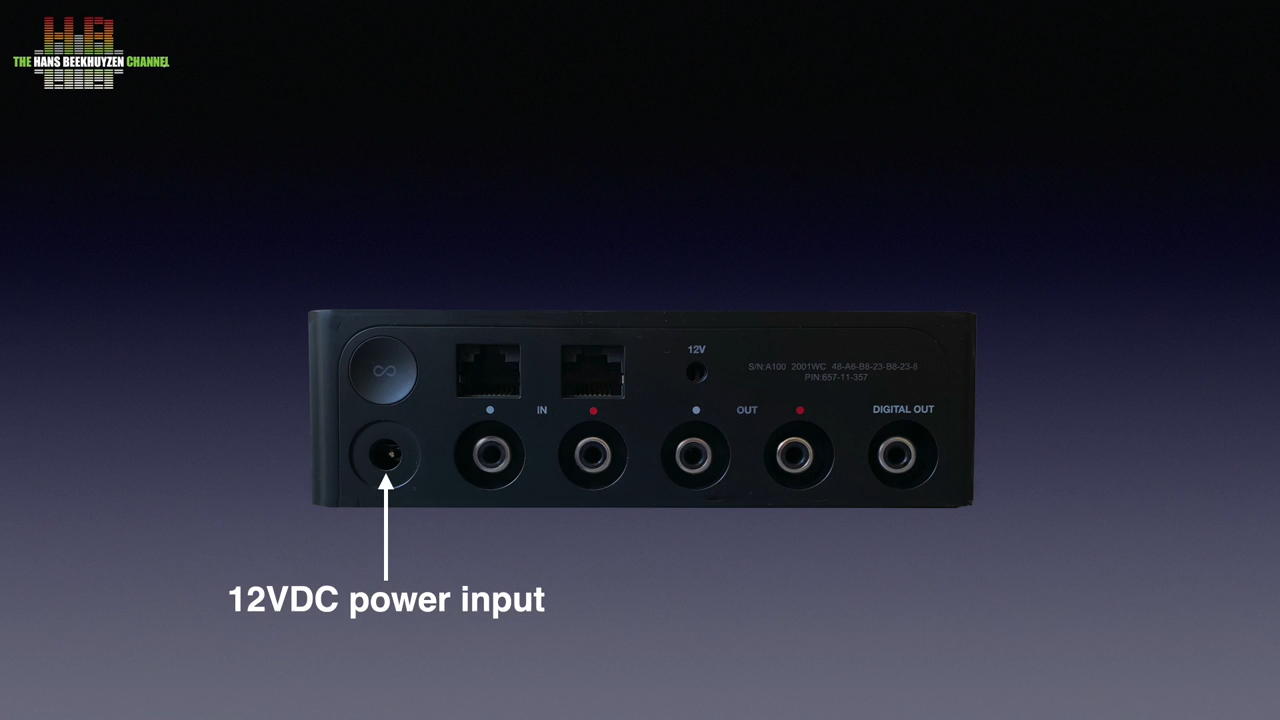 THE HANS BEEKHUYZEN CHANNEL
12V
S/N:A100 2001WC 48-A6-B8-23-B8-23-8
PIN:657-11-357
IN
OUT
DIGITAL OUT
12VDC power input